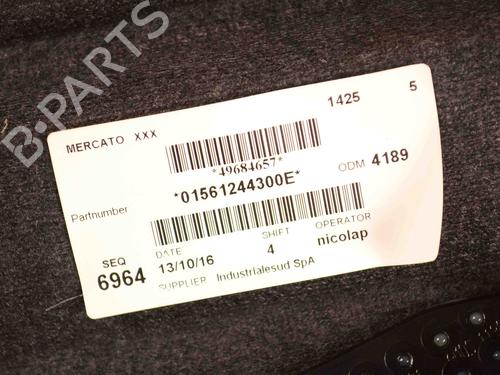 B-PARTS
MERCATO XXX
1425 5
*49684657*
Partnumber *01561244300E* ODM 4189
SEQ DATE SHIFT OPERATOR
6964 13/10/16 4 nicolap
SUPPLIER Industrialesud SpA